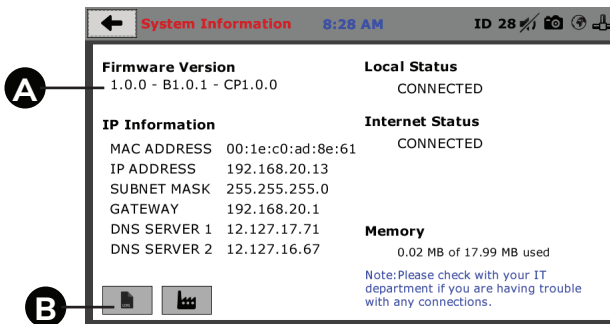 System Information 8:28 AM ID 28
A
B
Firmware Version
1.0.0 - B1.0.1 - CP1.0.0
IP Information
MAC ADDRESS 00:1e:c0:ad:8e:61
IP ADDRESS 192.168.20.13
SUBNET MASK 255.255.255.0
GATEWAY 192.168.20.1
DNS SERVER 1 12.127.17.71
DNS SERVER 2 12.127.16.67
Local Status
CONNECTED
Internet Status
CONNECTED
Memory
0.02 MB of 17.99 MB used
Note:Please check with your IT
department if you are having trouble
with any connections.